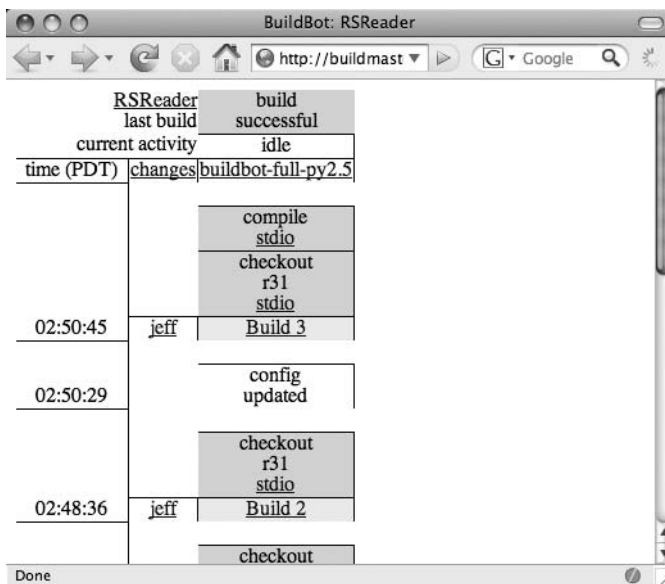 BuildBot: RSReader
http://buildmast
G
Google
RSReader
last build
build
successful
current activity
idle
time (PDT)
changes
buildbot-full-py2.5
compile
stdio
checkout
r31
stdio
02:50:45
jeff
Build 3
02:50:29
config
updated
checkout
r31
stdio
02:48:36
jeff
Build 2
checkout
Done